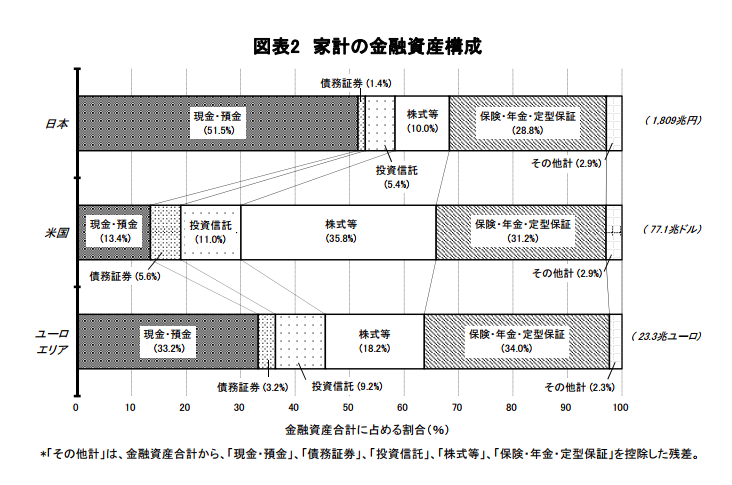 図表2　家計の金融資産構成
債務証券（1.4%）
日本
現金・預金
（51.5%）
株式等
（10.0%）
保険・年金・定型保証
（28.8%）
（1,809兆円）
その他計（2.9%）
投資信託
（5.4%）
米国
現金・預金
（13.4%）
投資信託
（11.0%）
株式等
（35.8%）
保険・年金・定型保証
（31.2%）
（77.1兆ドル）
債務証券（5.6%）
その他計（2.9%）
ユーロ
エリア
現金・預金
（33.2%）
株式等
（18.2%）
保険・年金・定型保証
（34.0%）
（23.3兆ユーロ）
債務証券（3.2%）
投資信託（9.2%）
その他計（2.3%）
0 10 20 30 40 50 60 70 80 90 100
金融資産合計に占める割合（%）
*「その他計」は、金融資産合計から、「現金・預金」、「債務証券」、「投資信託」、「株式等」、「保険・年金・定型保証」を控除した残差。